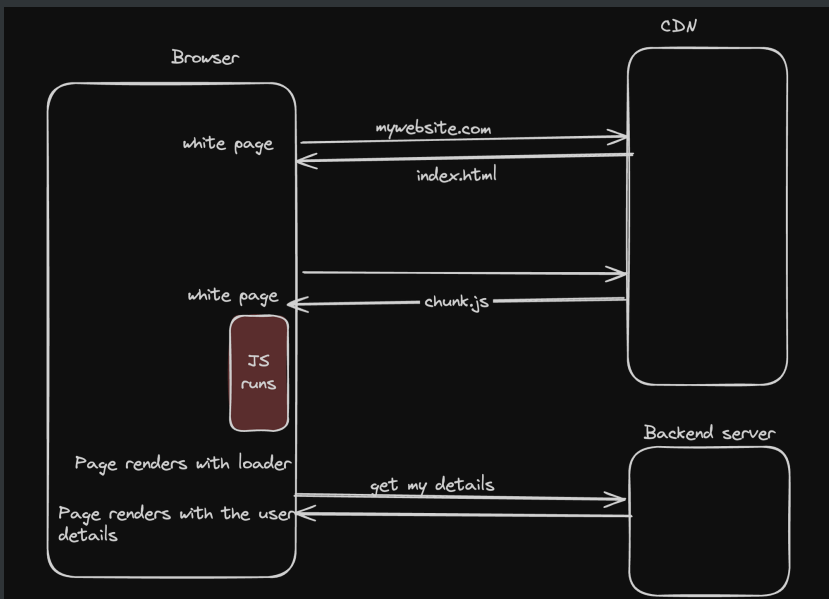 CDN
Browser
mywebsite.com
white page
index.html
white page
chunk.js
JS
runs
Backend server
Page renders with loader
get my details
Page renders with the user
details